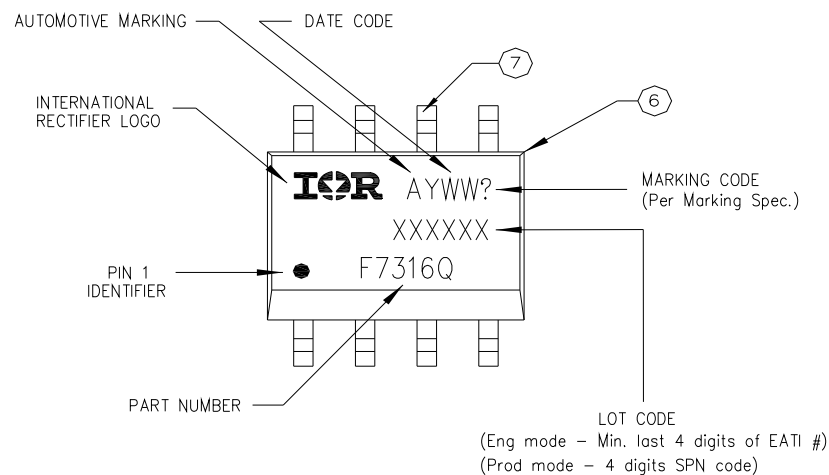 AUTOMOTIVE MARKING
DATE CODE
7
INTERNATIONAL
RECTIFIER LOGO
6
IOR
AYWW?
MARKING CODE
(Per Marking Spec.)
XXXXXX
PIN 1
IDENTIFIER
F7316Q
PART NUMBER
LOT CODE
(Eng mode – Min. last 4 digits of EATI #)
(Prod mode – 4 digits SPN code)